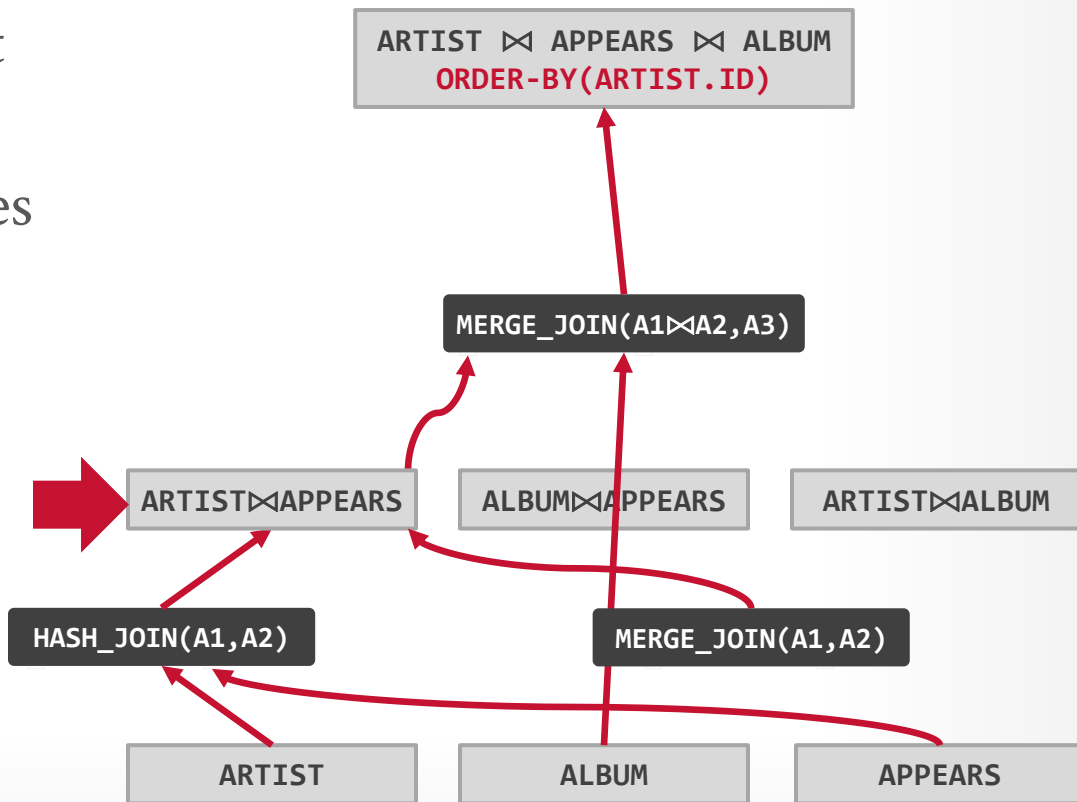 t
ARTIST ⋈ APPEARS ⋈ ALBUM
ORDER-BY(ARTIST.ID)
es
MERGE_JOIN(A1⋈A2,A3)
ARTIST⋈APPEARS
ALBUM⋈APPEARS
ARTIST⋈ALBUM
HASH_JOIN(A1,A2)
MERGE_JOIN(A1,A2)
ARTIST
ALBUM
APPEARS